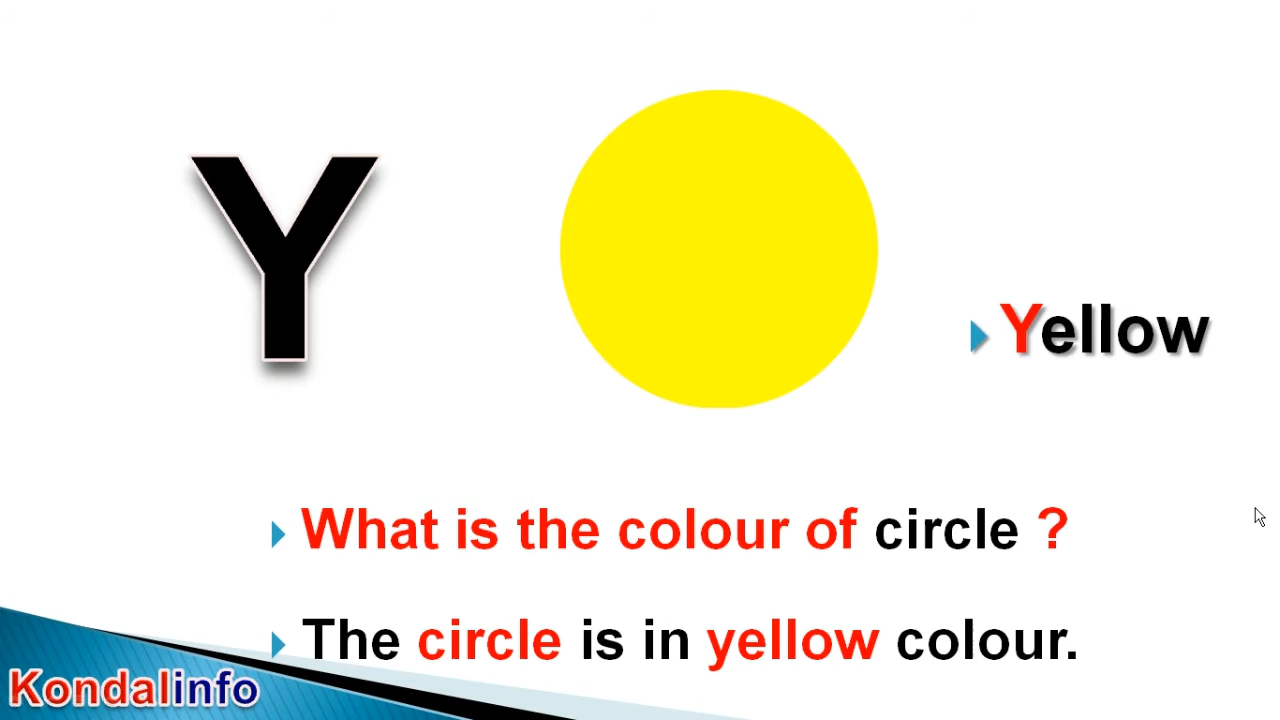 Y
Yellow
What is the colour of circle ?
The circle is in yellow colour.
Kondalinfo